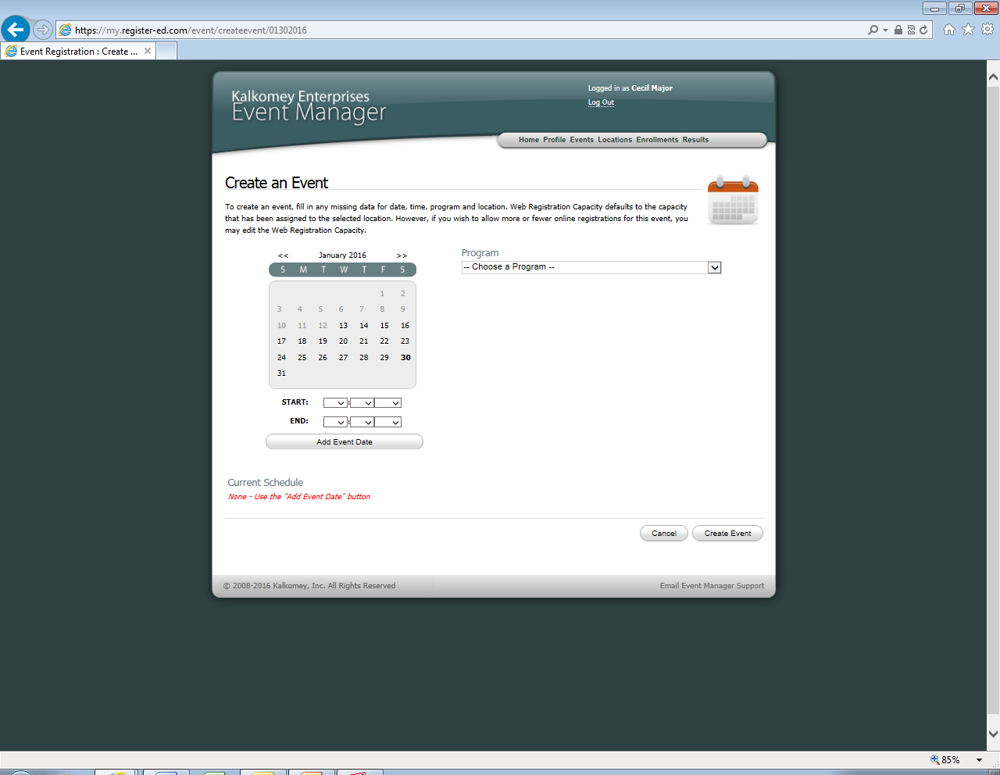 https://my.register-ed.com/event/createevent/01302016
Event Registration : Create ...
Kalkomey Enterprises
Event Manager
Logged in as Cecil Major
Log Out
Home Profile Events Locations Enrollments Results
Create an Event
To create an event, fill in any missing data for date, time, program and location. Web Registration Capacity defaults to the capacity
that has been assigned to the selected location. However, if you wish to allow more or fewer online registrations for this event, you
may edit the Web Registration Capacity.
<< January 2016 >>
S M T W T F S
1 2
3 4 5 6 7 8 9
10 11 12 13 14 15 16
17 18 19 20 21 22 23
24 25 26 27 28 29 30
31
START: :
END: :
Add Event Date
Program
-- Choose a Program --
Current Schedule
None - Use the "Add Event Date" button
Cancel Create Event
© 2008-2016 Kalkomey, Inc. All Rights Reserved
Email Event Manager Support
85%